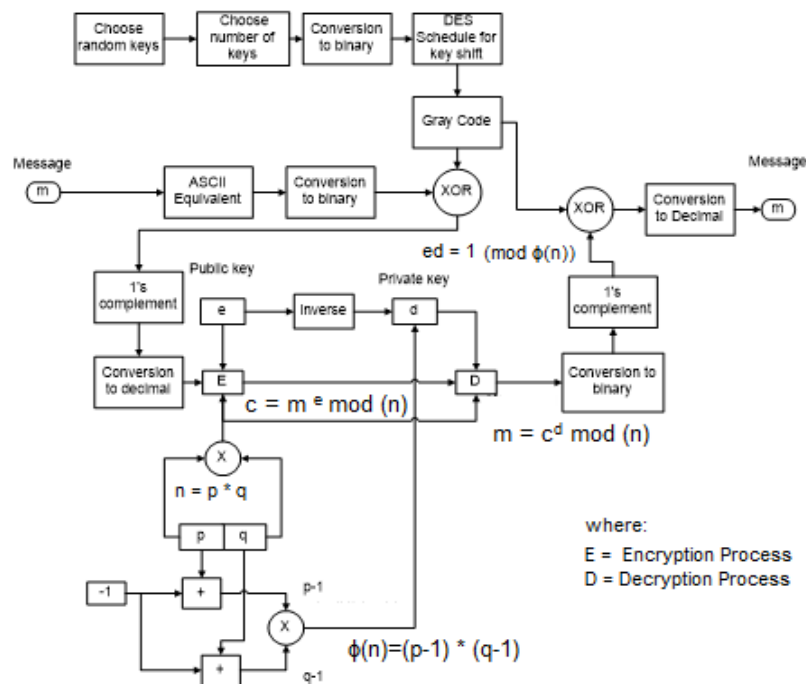 Choose
random keys
Choose
number of
keys
Conversion
to binary
DES
Schedule for
key shift
Gray Code
Message
m
ASCII
Equivalent
Conversion
to binary
XOR
XOR
Conversion
to Decimal
Message
m
ed = 1 (mod ϕ(n))
1's
complement
Public key
e
Inverse
Private key
d
1's
complement
Conversion
to decimal
E
D
Conversion to
binary
c = m ᵉ mod (n)
m = cᵈ mod (n)
X
n = p * q
p
q
where:
E = Encryption Process
D = Decryption Process
-1
+
p-1
X
ϕ(n)=(p-1) * (q-1)
+
q-1